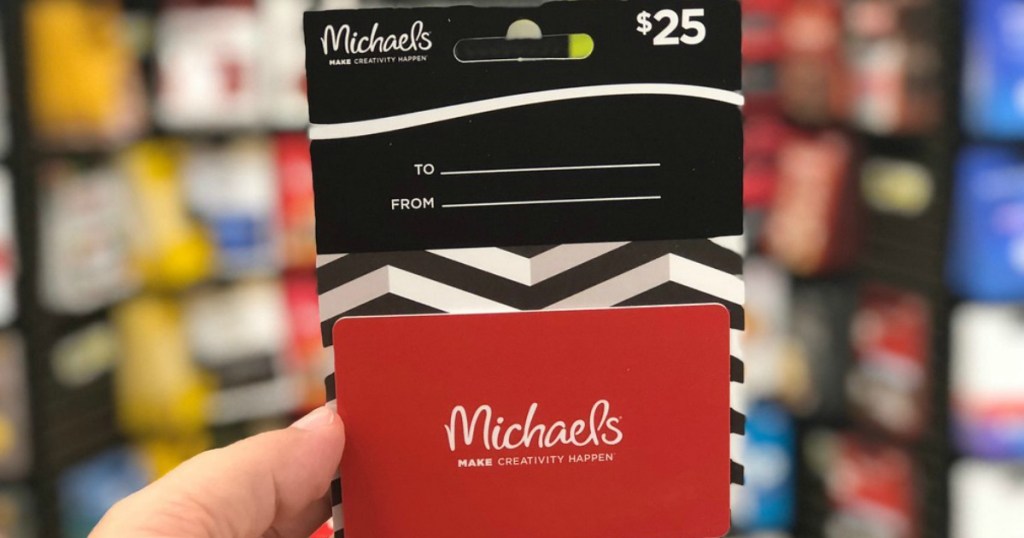 Michaels
MAKE CREATIVITY HAPPEN
$25
TO
FROM
Michaels
MAKE CREATIVITY HAPPEN